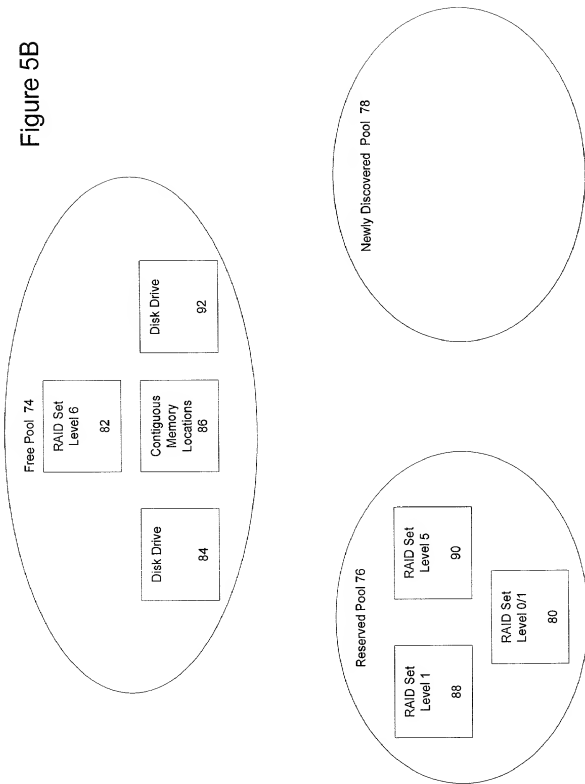 Figure 5B
Free Pool 74
RAID Set
Level 6
82
Disk Drive
84
Contiguous
Memory
Locations
86
Disk Drive
92
Reserved Pool 76
RAID Set
Level 1
88
RAID Set
Level 5
90
RAID Set
Level 0/1
80
Newly Discovered Pool 78